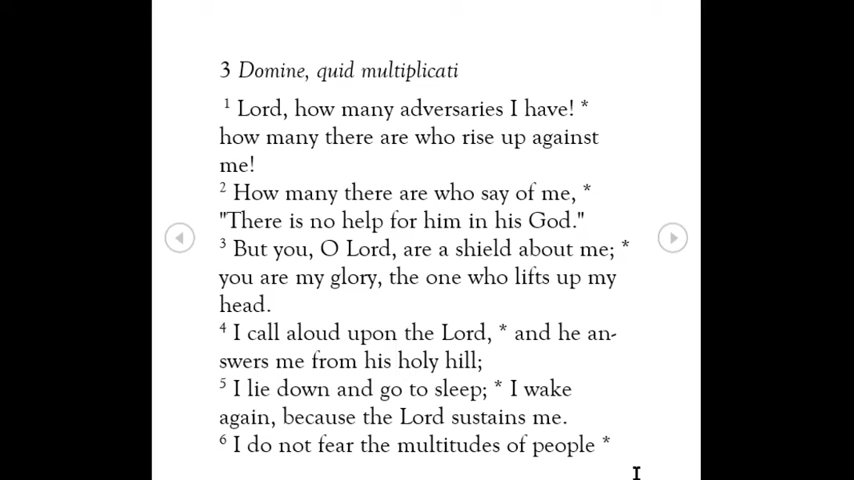 3 Domine, quid multiplicati
1 Lord, how many adversaries I have! *
how many there are who rise up against
me!
2 How many there are who say of me, *
"There is no help for him in his God."
3 But you, O Lord, are a shield about me; *
you are my glory, the one who lifts up my
head.
4 I call aloud upon the Lord, * and he an-
swers me from his holy hill;
5 I lie down and go to sleep; * I wake
again, because the Lord sustains me.
6 I do not fear the multitudes of people *